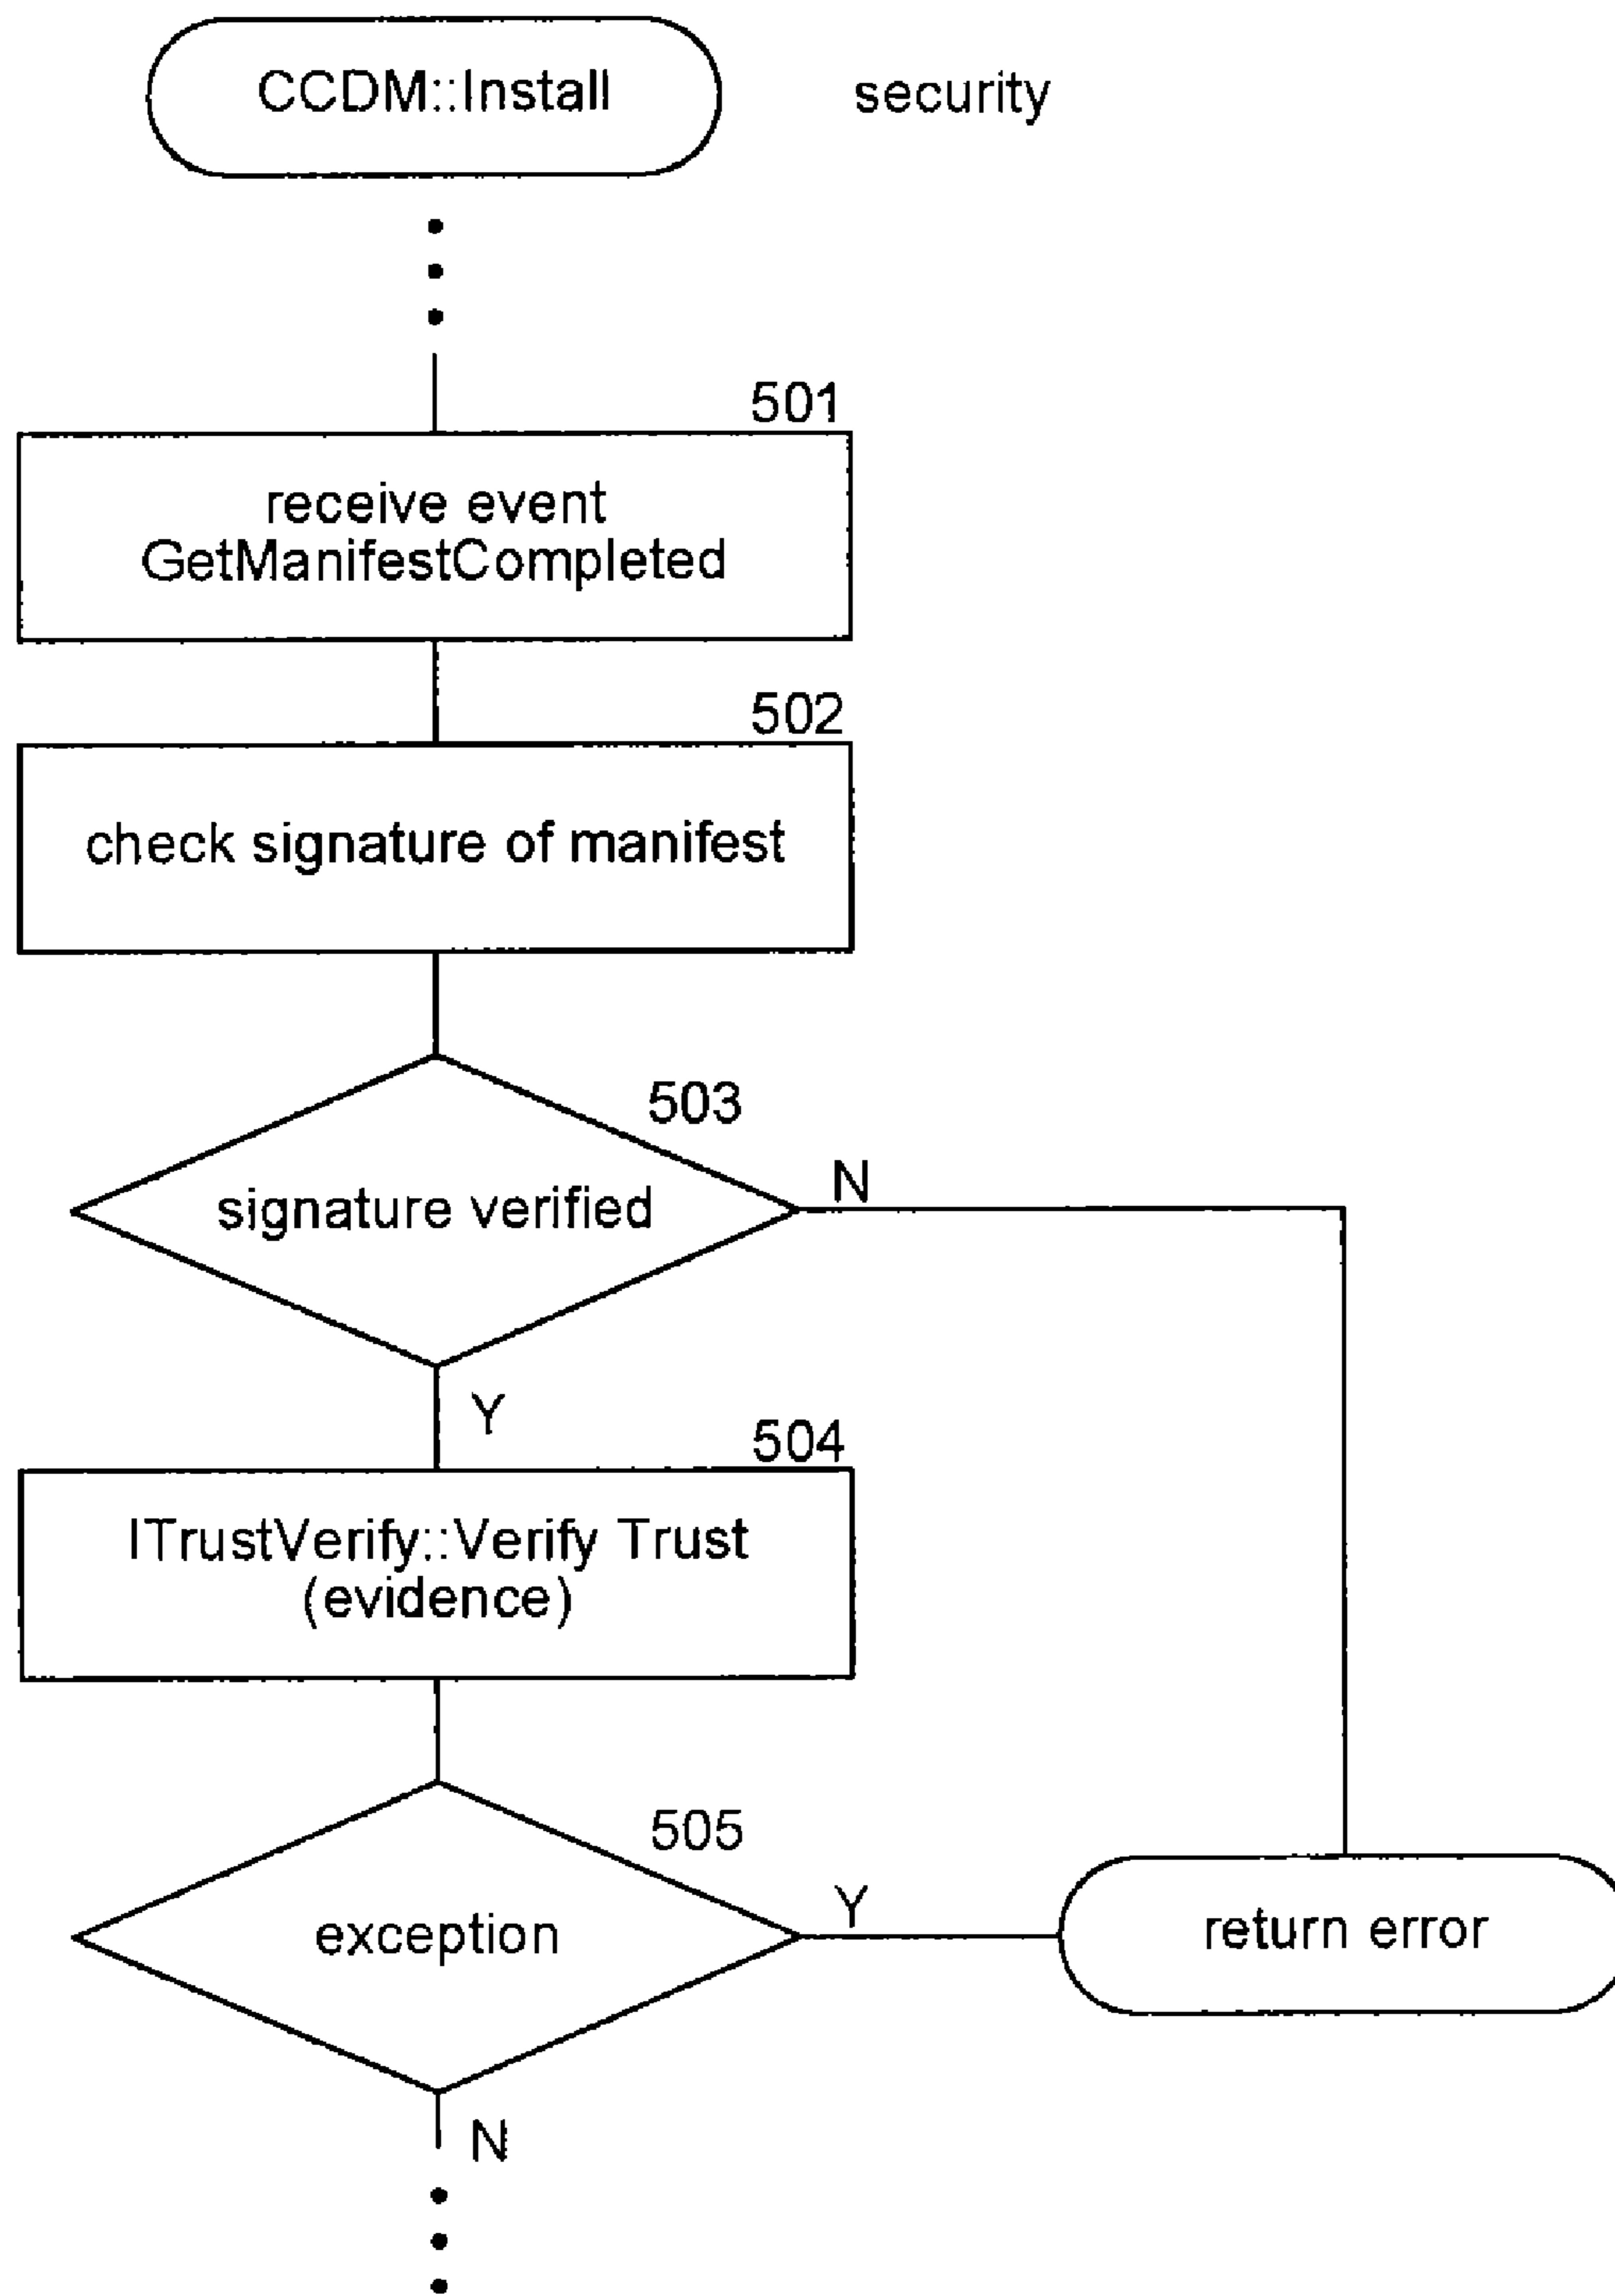 CCDM::Install
security
501
receive event
GetManifestCompleted
502
check signature of manifest
503
signature verified
N
Y
504
ITrustVerify::Verify Trust
(evidence)
505
exception
Y
return error
N